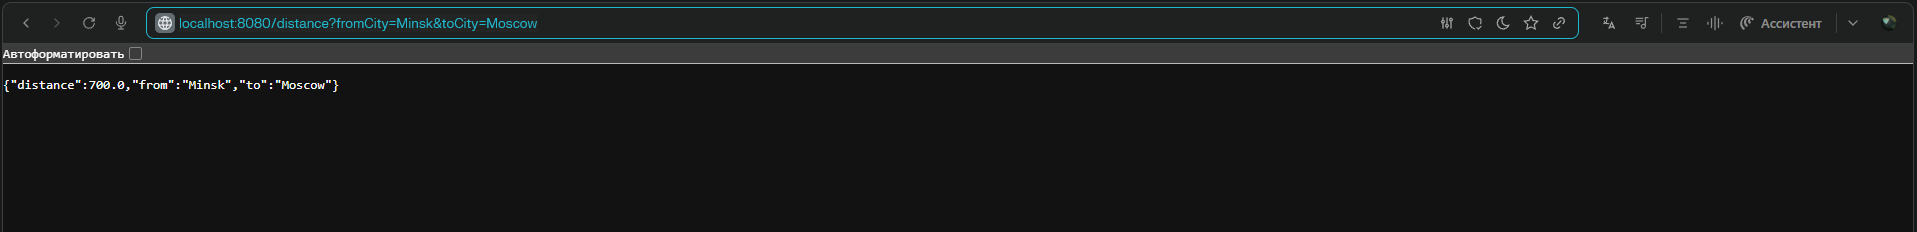 localhost:8080/distance?fromCity=Minsk&toCity=Moscow
Ассистент
Автоформатировать
{"distance":700.0,"from":"Minsk","to":"Moscow"}